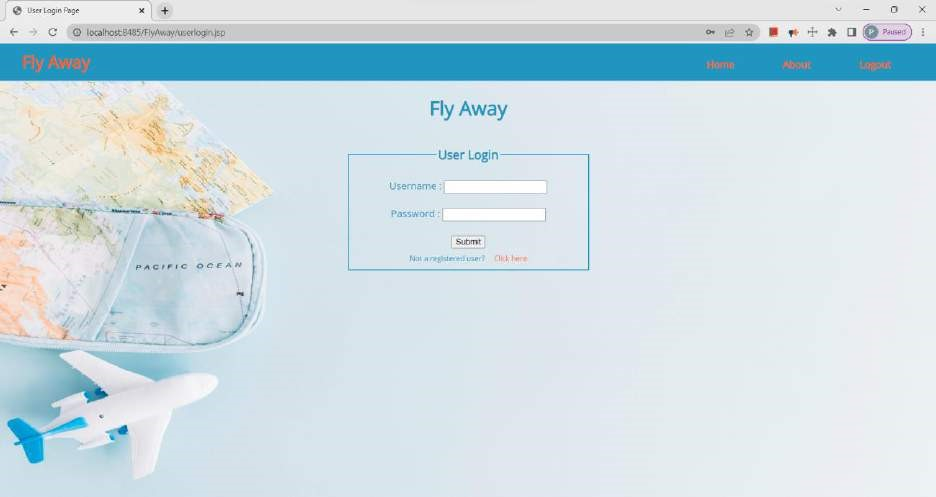 User Login Page
localhost:8485/FlyAway/userlogin.jsp
P Paused
Fly Away
Home About Logout
Fly Away
User Login
Username :
Password :
Submit
Not a registered user? Click here
PACIFIC OCEAN